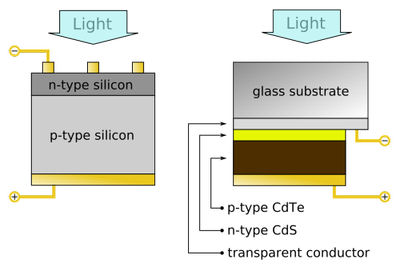 Light
Light
n-type silicon
p-type silicon
glass substrate
p-type CdTe
n-type CdS
transparent conductor